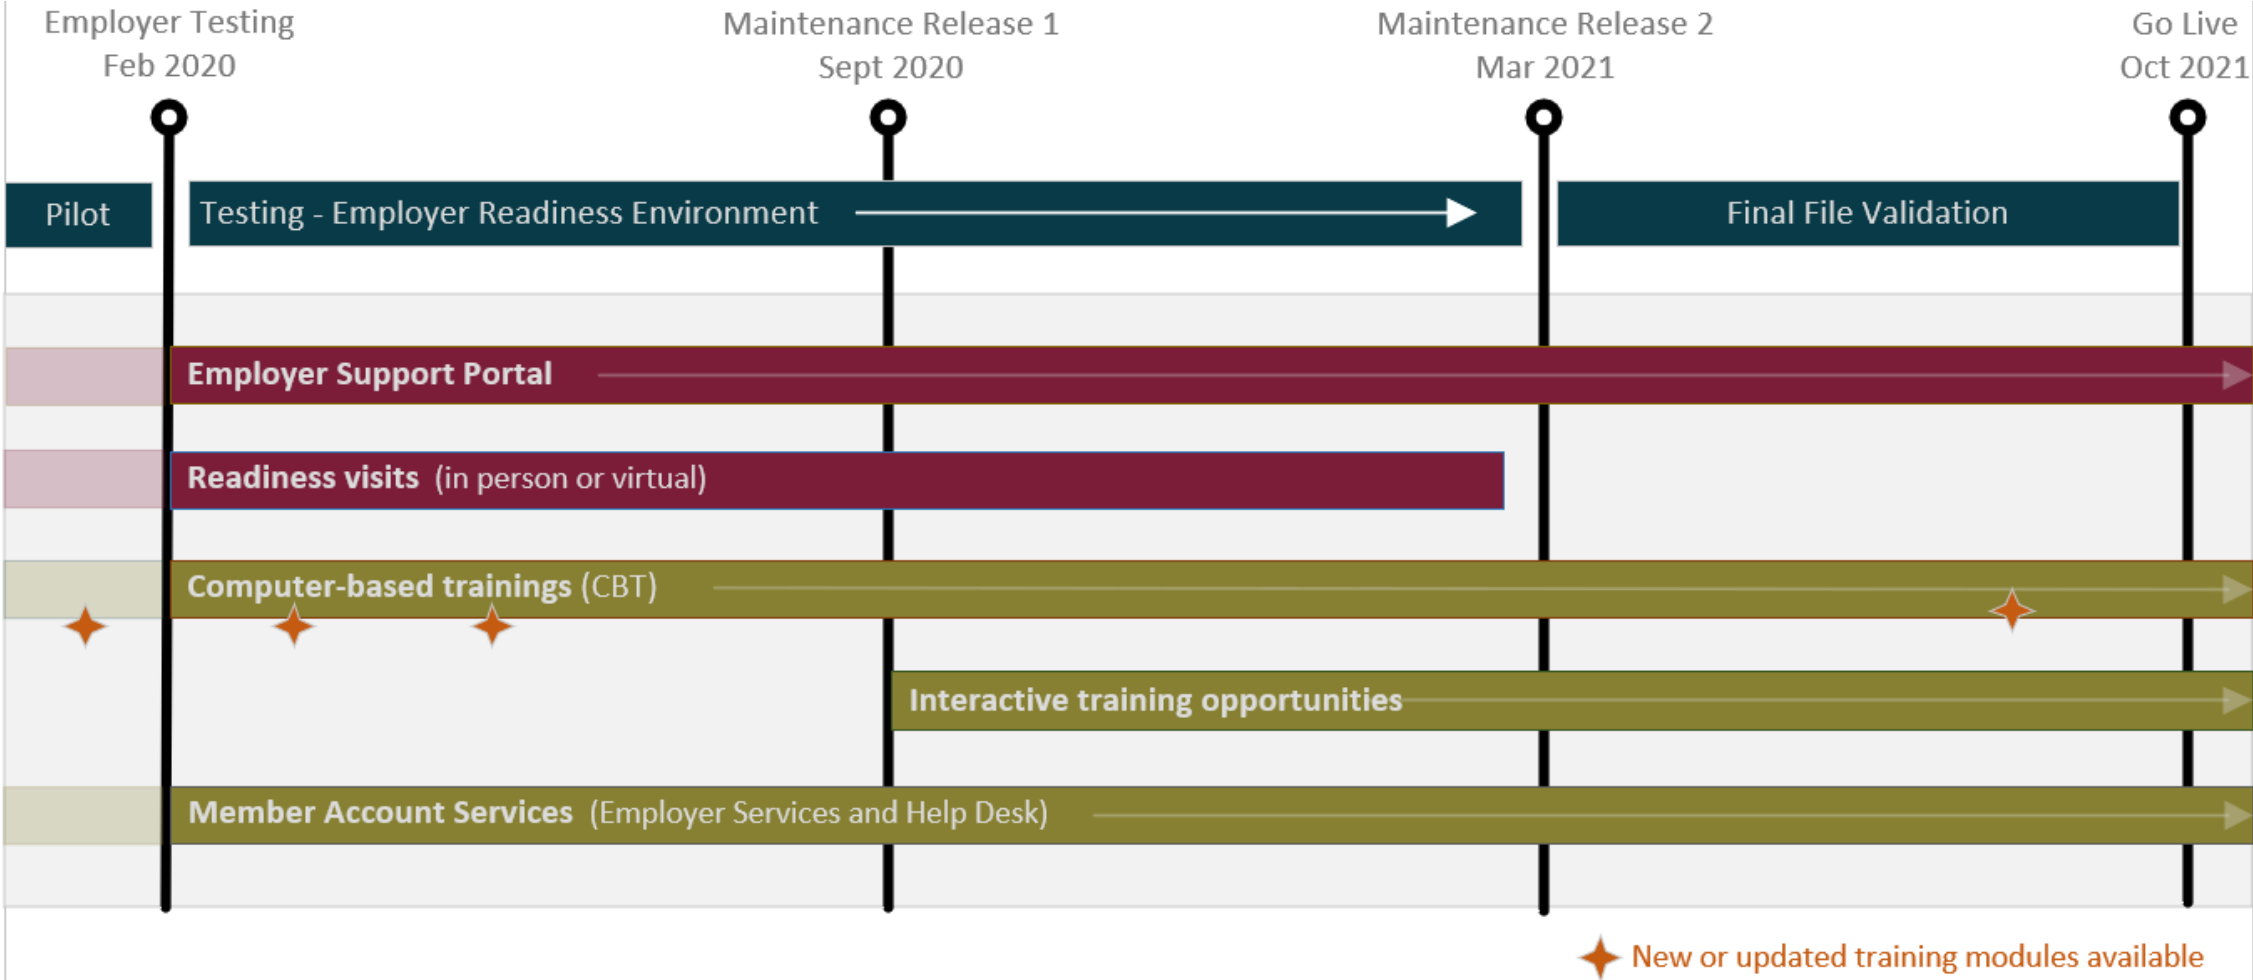 Employer Testing
Feb 2020
Maintenance Release 1
Sept 2020
Maintenance Release 2
Mar 2021
Go Live
Oct 2021
Pilot
Testing - Employer Readiness Environment
Final File Validation
Employer Support Portal
Readiness visits (in person or virtual)
Computer-based trainings (CBT)
Interactive training opportunities
Member Account Services (Employer Services and Help Desk)
New or updated training modules available